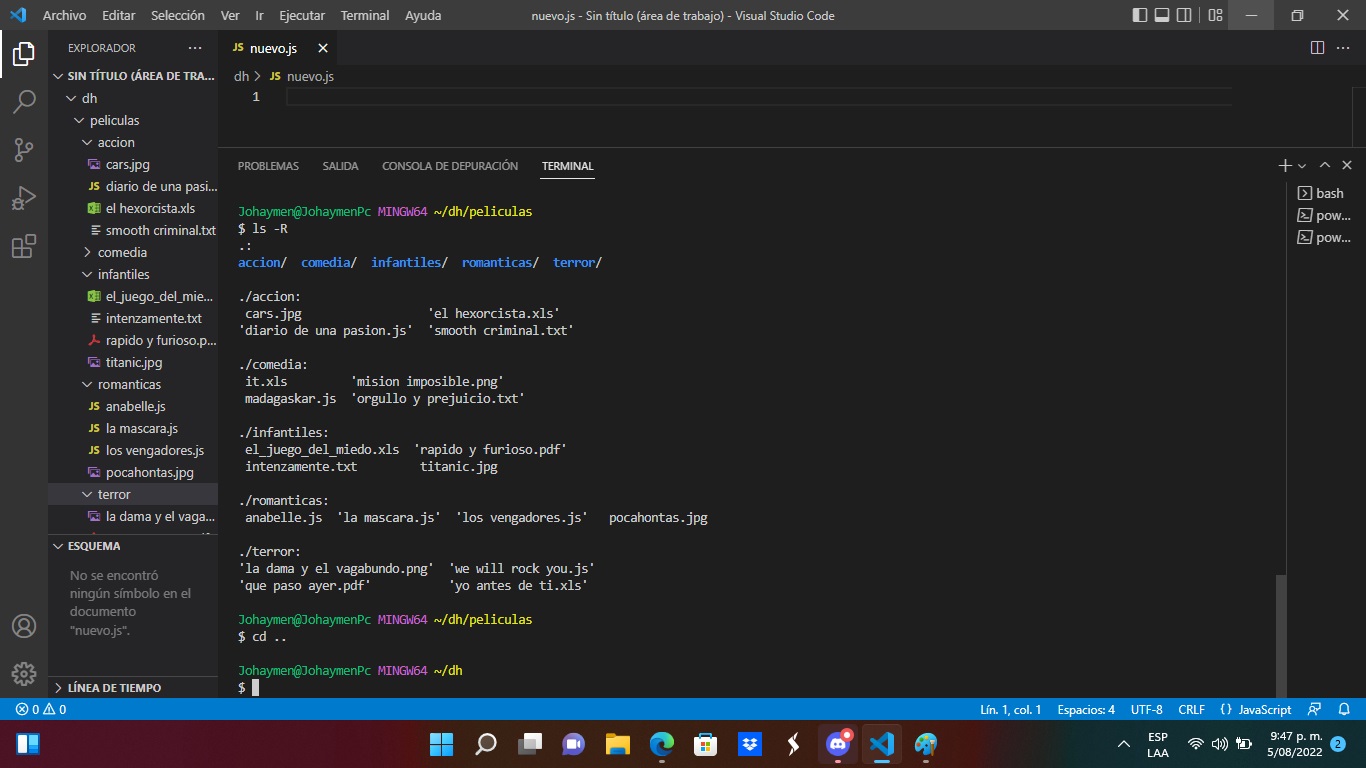 Archivo Editar Selección Ver Ir Ejecutar Terminal Ayuda
nuevo.js - Sin título (área de trabajo) - Visual Studio Code
EXPLORADOR
SIN TÍTULO (ÁREA DE TRA...
dh
peliculas
accion
cars.jpg
diario de una pasi...
el hexorcista.xls
smooth criminal.txt
comedia
infantiles
el_juego_del_mie...
intenzamente.txt
rapido y furioso.p...
titanic.jpg
romanticas
anabelle.js
la mascara.js
los vengadores.js
pocahontas.jpg
terror
la dama y el vaga...
ESQUEMA
No se encontró
ningún símbolo en el
documento
"nuevo.js".
LÍNEA DE TIEMPO
JS nuevo.js
dh > JS nuevo.js
1
PROBLEMAS SALIDA CONSOLA DE DEPURACIÓN TERMINAL
bash
pow...
pow...
Johaymen@JohaymenPc MINGW64 ~/dh/peliculas
$ ls -R
.:
accion/ comedia/ infantiles/ romanticas/ terror/
./accion:
cars.jpg 'el hexorcista.xls'
'diario de una pasion.js' 'smooth criminal.txt'
./comedia:
it.xls 'mision imposible.png'
madagaskar.js 'orgullo y prejuicio.txt'
./infantiles:
el_juego_del_miedo.xls 'rapido y furioso.pdf'
intenzamente.txt titanic.jpg
./romanticas:
anabelle.js 'la mascara.js' 'los vengadores.js' pocahontas.jpg
./terror:
'la dama y el vagabundo.png' 'we will rock you.js'
'que paso ayer.pdf' 'yo antes de ti.xls'
Johaymen@JohaymenPc MINGW64 ~/dh/peliculas
$ cd ..
Johaymen@JohaymenPc MINGW64 ~/dh
$
0 0
Lín. 1, col. 1 Espacios: 4 UTF-8 CRLF {} JavaScript
ESP
LAA
9:47 p. m.
5/08/2022
2